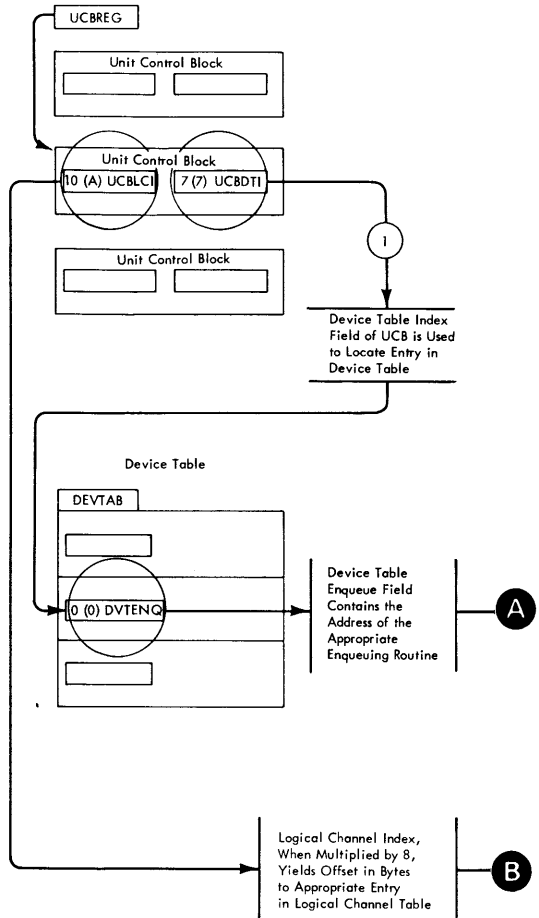 UCBREG
Unit Control Block
Unit Control Block
10 (A) UCBLCI 7 (7) UCBDTI
1
Unit Control Block
Device Table Index
Field of UCB is Used
to Locate Entry in
Device Table
Device Table
DEVTAB
0 (0) DVTENQ
Device Table
Enqueue Field
Contains the
Address of the
Appropriate
Enqueuing Routine
A
Logical Channel Index,
When Multiplied by 8,
Yields Offset in Bytes
to Appropriate Entry
in Logical Channel Table
B